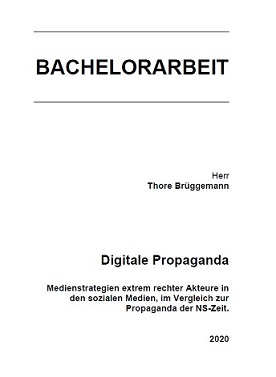 BACHELORARBEIT
Herr
Thore Brüggemann
Digitale Propaganda
Medienstrategien extrem rechter Akteure in
den sozialen Medien, im Vergleich zur
Propaganda der NS-Zeit.
2020